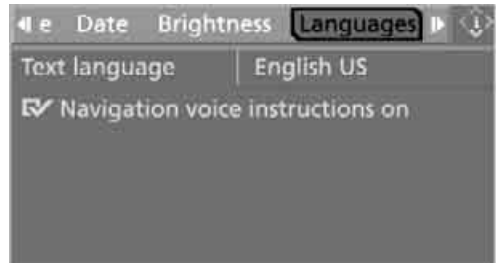 e Date Brightness Languages
Text language English US
Navigation voice instructions on